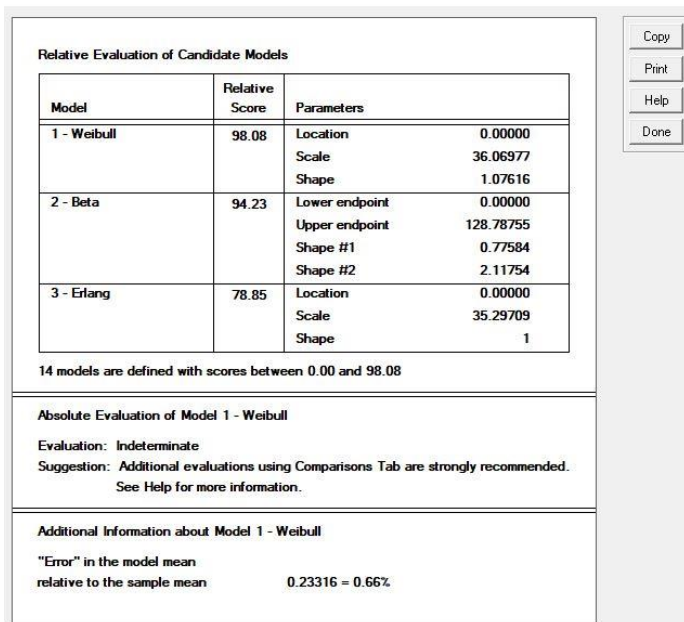 Relative Evaluation of Candidate Models
Relative
Model Score Parameters
1 - Weibull 98.08 Location 0.00000
Scale 36.06977
Shape 1.07616
2 - Beta 94.23 Lower endpoint 0.00000
Upper endpoint 128.78755
Shape #1 0.77584
Shape #2 2.11754
3 - Erlang 78.85 Location 0.00000
Scale 35.29709
Shape 1
14 models are defined with scores between 0.00 and 98.08
Absolute Evaluation of Model 1 - Weibull
Evaluation: Indeterminate
Suggestion: Additional evaluations using Comparisons Tab are strongly recommended.
See Help for more information.
Additional Information about Model 1 - Weibull
"Error" in the model mean
relative to the sample mean 0.23316 = 0.66%
Copy
Print
Help
Done